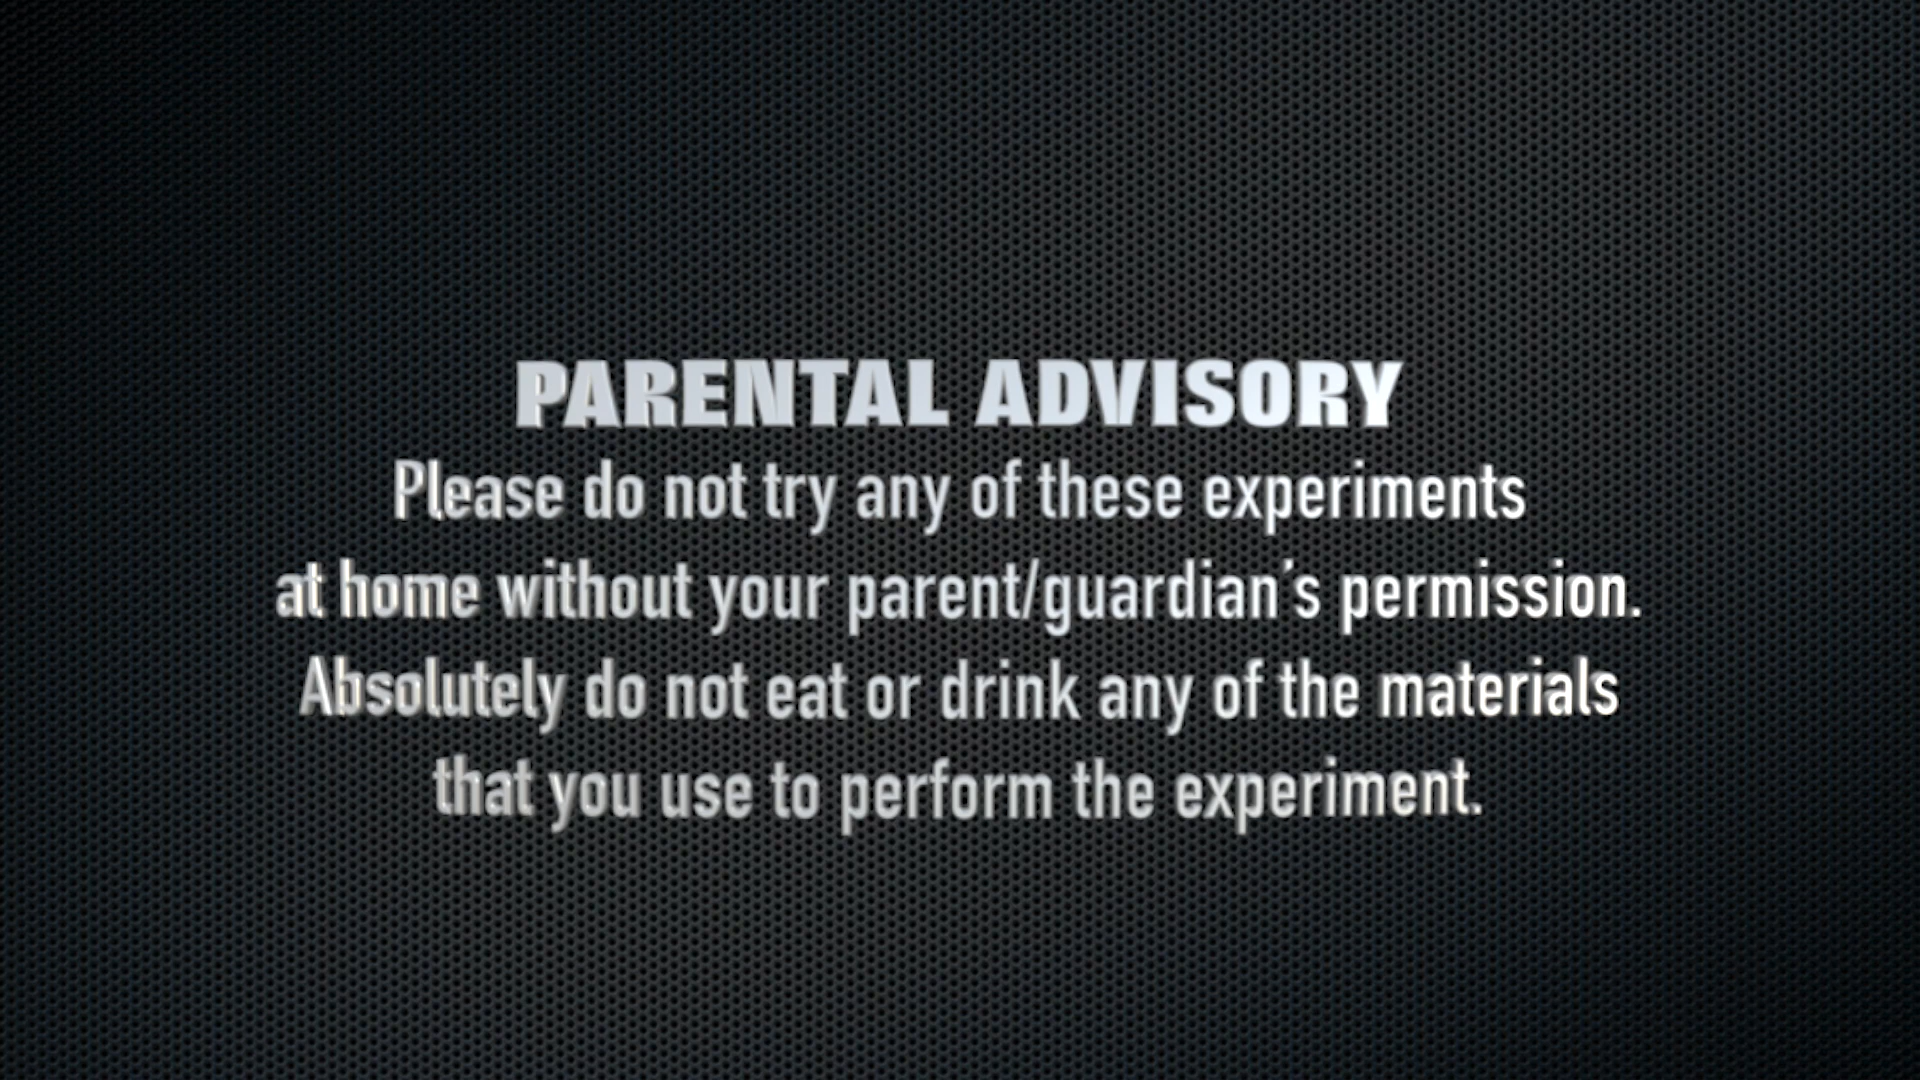 PARENTAL ADVISORY
Please do not try any of these experiments
at home without your parent/guardian's permission.
Absolutely do not eat or drink any of the materials
that you use to perform the experiment.